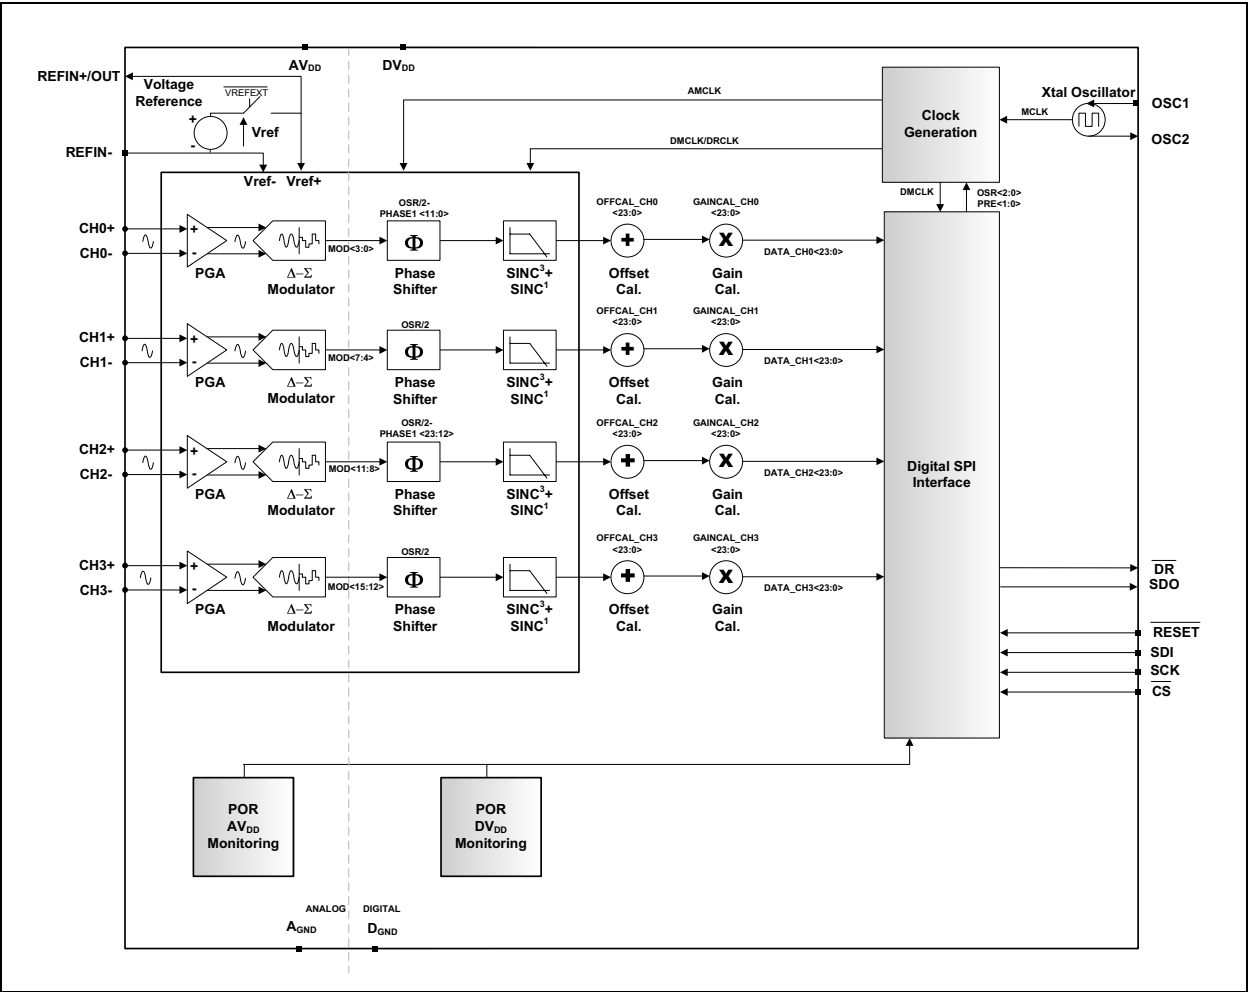 AVDD
DVDD
REFIN+/OUT
Voltage
Reference
VREFEXT
+
-
Vref
REFIN-
Vref- Vref+
AMCLK
DMCLK/DRCLK
Clock
Generation
Xtal Oscillator
MCLK
OSC1
OSC2
DMCLK
OSR<2:0>
PRE<1:0>
CH0+
CH0-
+
-
PGA
Δ–Σ
Modulator
MOD<3:0>
OSR/2-
PHASE1 <11:0>
Φ
Phase
Shifter
SINC3+
SINC1
OFFCAL_CH0
<23:0>
+
Offset
Cal.
GAINCAL_CH0
<23:0>
X
Gain
Cal.
DATA_CH0<23:0>
CH1+
CH1-
+
-
PGA
Δ–Σ
Modulator
MOD<7:4>
OSR/2
Φ
Phase
Shifter
SINC3+
SINC1
OFFCAL_CH1
<23:0>
+
Offset
Cal.
GAINCAL_CH1
<23:0>
X
Gain
Cal.
DATA_CH1<23:0>
CH2+
CH2-
+
-
PGA
Δ–Σ
Modulator
MOD<11:8>
OSR/2-
PHASE1 <23:12>
Φ
Phase
Shifter
SINC3+
SINC1
OFFCAL_CH2
<23:0>
+
Offset
Cal.
GAINCAL_CH2
<23:0>
X
Gain
Cal.
DATA_CH2<23:0>
CH3+
CH3-
+
-
PGA
Δ–Σ
Modulator
MOD<15:12>
OSR/2
Φ
Phase
Shifter
SINC3+
SINC1
OFFCAL_CH3
<23:0>
+
Offset
Cal.
GAINCAL_CH3
<23:0>
X
Gain
Cal.
DATA_CH3<23:0>
Digital SPI
Interface
DR
SDO
RESET
SDI
SCK
CS
POR
AVDD
Monitoring
POR
DVDD
Monitoring
ANALOG
DIGITAL
AGND
DGND